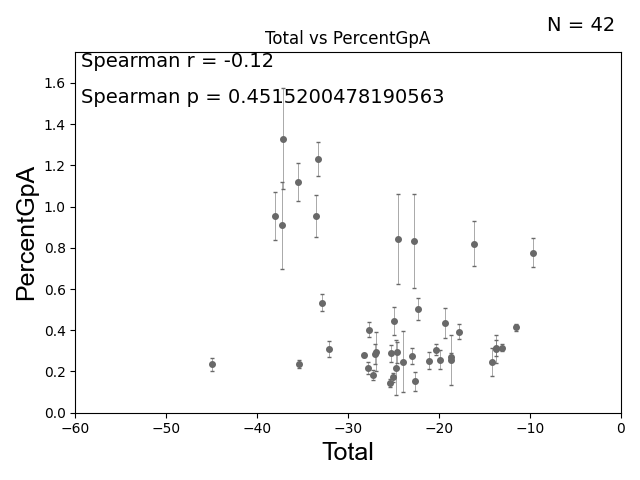 N = 42
Total vs PercentGpA
Spearman r = -0.12
Spearman p = 0.4515200478190563
PercentGpA
1.6
1.4
1.2
1.0
0.8
0.6
0.4
0.2
0.0
−60 −50 −40 −30 −20 −10 0
Total